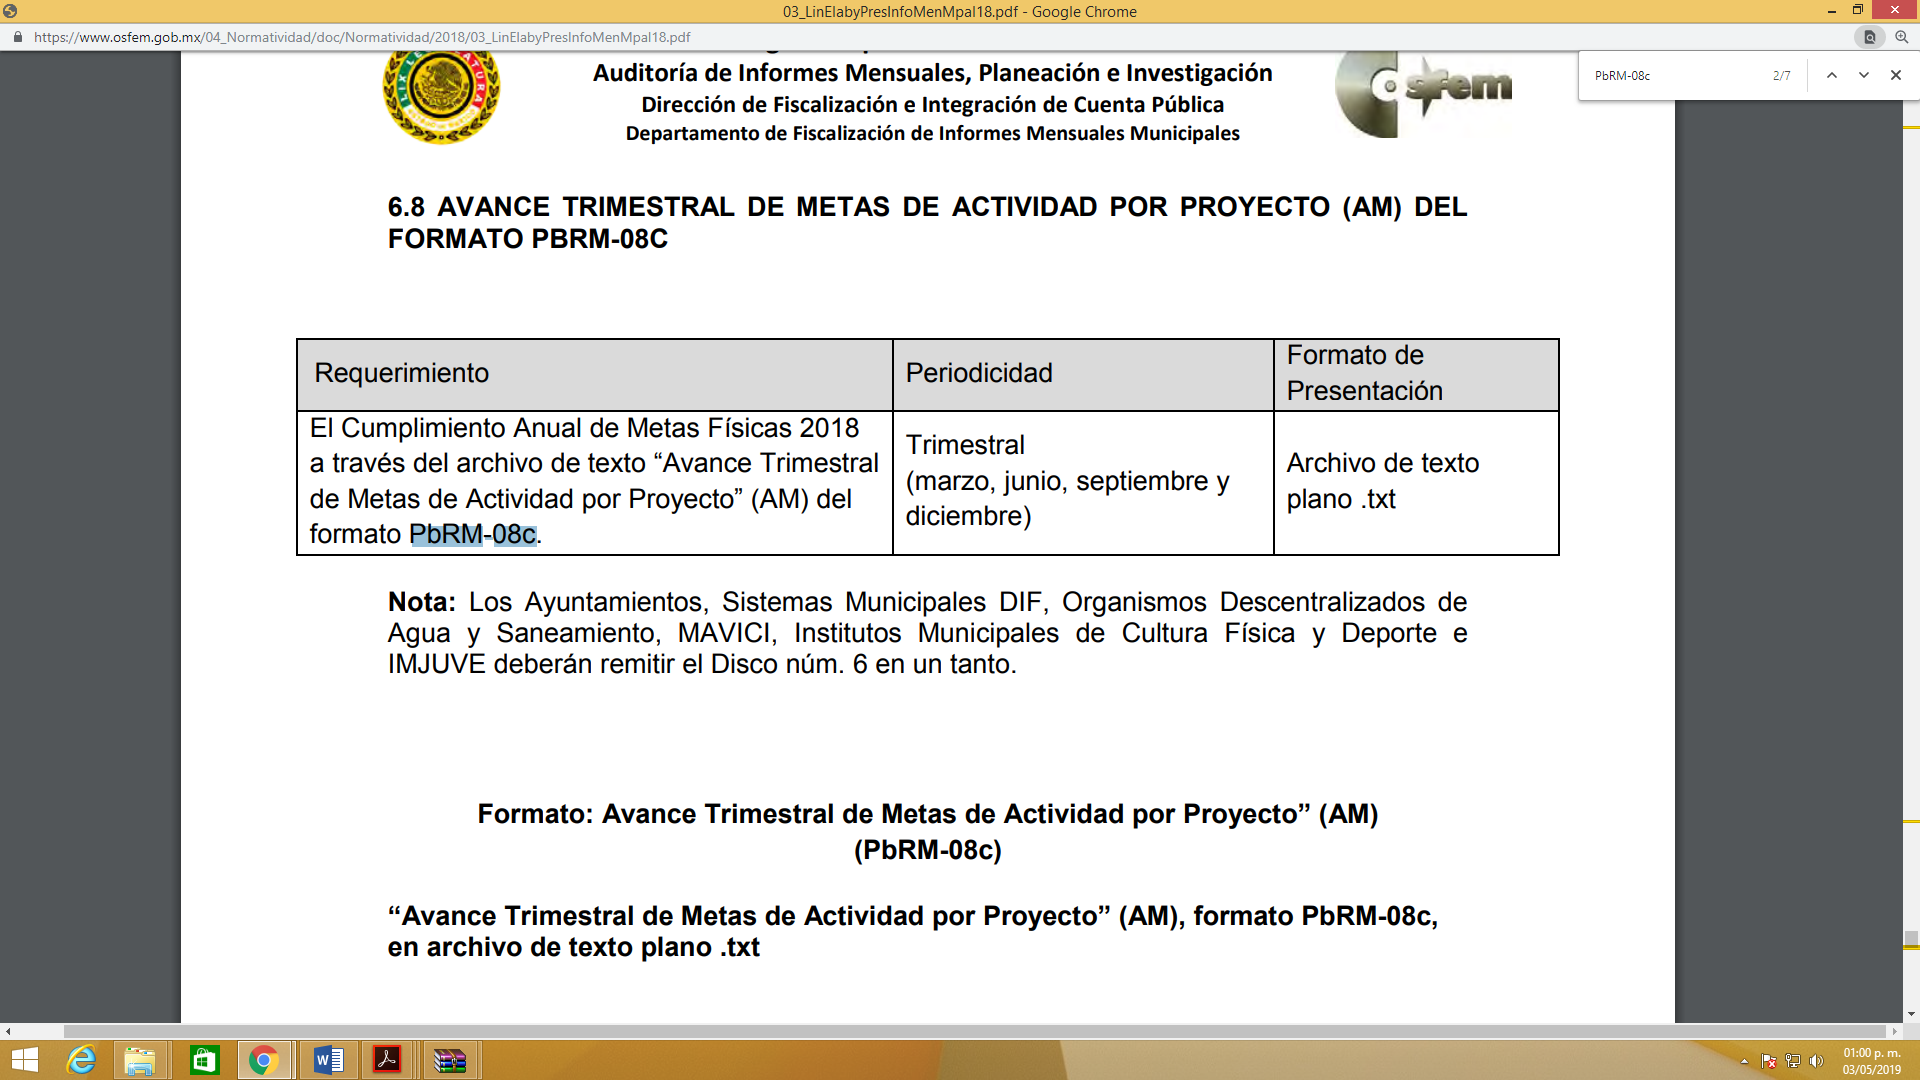 03_LinElabyPresInfoMenMpal18.pdf - Google Chrome
https://www.osfem.gob.mx/04_Normatividad/doc/Normatividad/2018/03_LinElabyPresInfoMenMpal18.pdf
PbRM-08c 2/7
LIX LEGISLATURA
Auditoría de Informes Mensuales, Planeación e Investigación
Dirección de Fiscalización e Integración de Cuenta Pública
Departamento de Fiscalización de Informes Mensuales Municipales
osfem
6.8 AVANCE TRIMESTRAL DE METAS DE ACTIVIDAD POR PROYECTO (AM) DEL
FORMATO PBRM-08C
Requerimiento
Periodicidad
Formato de
Presentación
El Cumplimiento Anual de Metas Físicas 2018
a través del archivo de texto “Avance Trimestral
de Metas de Actividad por Proyecto” (AM) del
formato PbRM-08c.
Trimestral
(marzo, junio, septiembre y
diciembre)
Archivo de texto
plano .txt
Nota: Los Ayuntamientos, Sistemas Municipales DIF, Organismos Descentralizados de
Agua y Saneamiento, MAVICI, Institutos Municipales de Cultura Física y Deporte e
IMJUVE deberán remitir el Disco núm. 6 en un tanto.
Formato: Avance Trimestral de Metas de Actividad por Proyecto” (AM)
(PbRM-08c)
“Avance Trimestral de Metas de Actividad por Proyecto” (AM), formato PbRM-08c,
en archivo de texto plano .txt
01:00 p. m.
03/05/2019